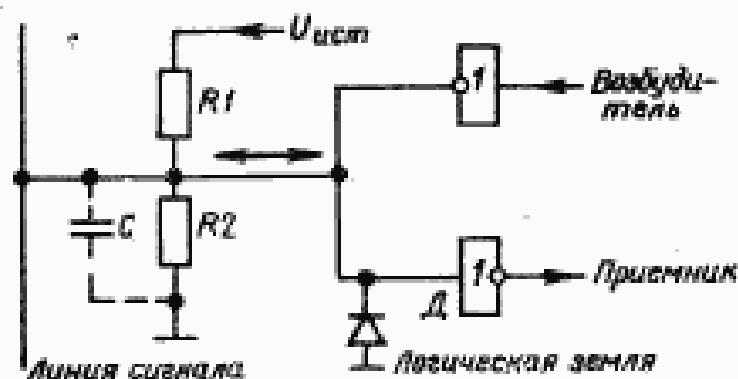 Uист
R1
1
Возбуди-
тель
C
R2
1
Приемник
Д
Линия сигнала
Логическая земля